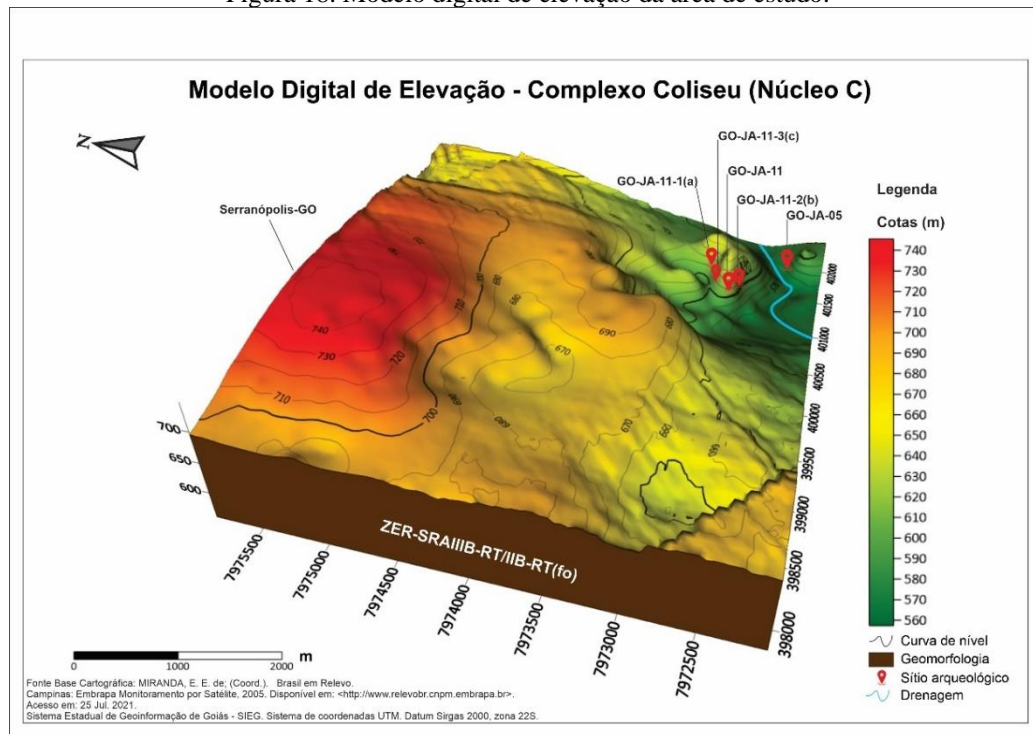 Figura 18: Modelo digital de elevação da área de estudo.
Modelo Digital de Elevação - Complexo Coliseu (Núcleo C)
N
GO-JA-11-3(c)
GO-JA-11
GO-JA-11-1(a)
GO-JA-11-2(b)
GO-JA-05
Serranópolis-GO
Legenda
Cotas (m)
740
730
720
710
700
690
680
670
660
650
640
630
620
610
600
590
580
570
560
Curva de nível
Geomorfologia
Sítio arqueológico
Drenagem
740
730
720
710
710
700
690
680
680
670
690
680
670
660
700
650
600
ZER-SRAIIIB-RT/IIB-RT(fo)
7975500
7975000
7974500
7974000
7973500
7973000
7972500
402000
401500
401000
400500
400000
399500
399000
398500
398000
0 1000 2000 m
Fonte Base Cartográfica: MIRANDA, E. E. de; (Coord.). Brasil em Relevo.
Campinas: Embrapa Monitoramento por Satélite, 2005. Disponível em: <http://www.relevobr.cnpm.embrapa.br>.
Acesso em: 25 Jul. 2021.
Sistema Estadual de Geoinformação de Goiás - SIEG. Sistema de coordenadas UTM. Datum Sirgas 2000, zona 22S.